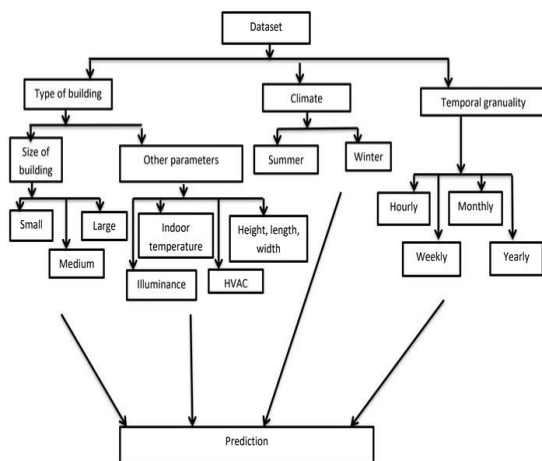 Dataset
Type of building
Climate
Temporal granuality
Size of
building
Other parameters
Summer
Winter
Small
Large
Medium
Indoor
temperature
Height, length,
width
Illuminance
HVAC
Hourly
Monthly
Weekly
Yearly
Prediction